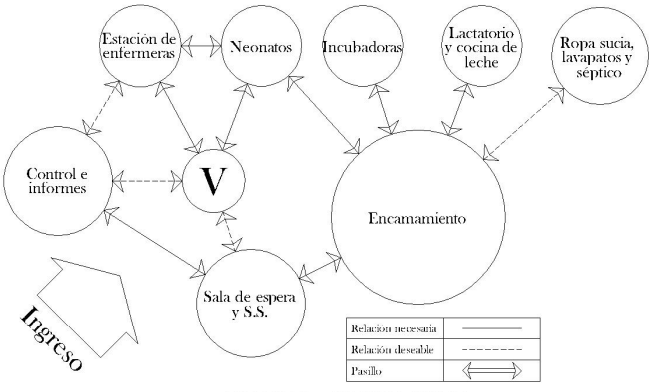 Estación de
enfermeras
Neonatos
Incubadoras
Lactatorio
y cocina de
leche
Ropa sucia,
lavapatos y
séptico
Control e
informes
V
Encamamiento
Sala de espera
y S.S.
Ingreso
Relación necesaria
Relación deseable
Pasillo